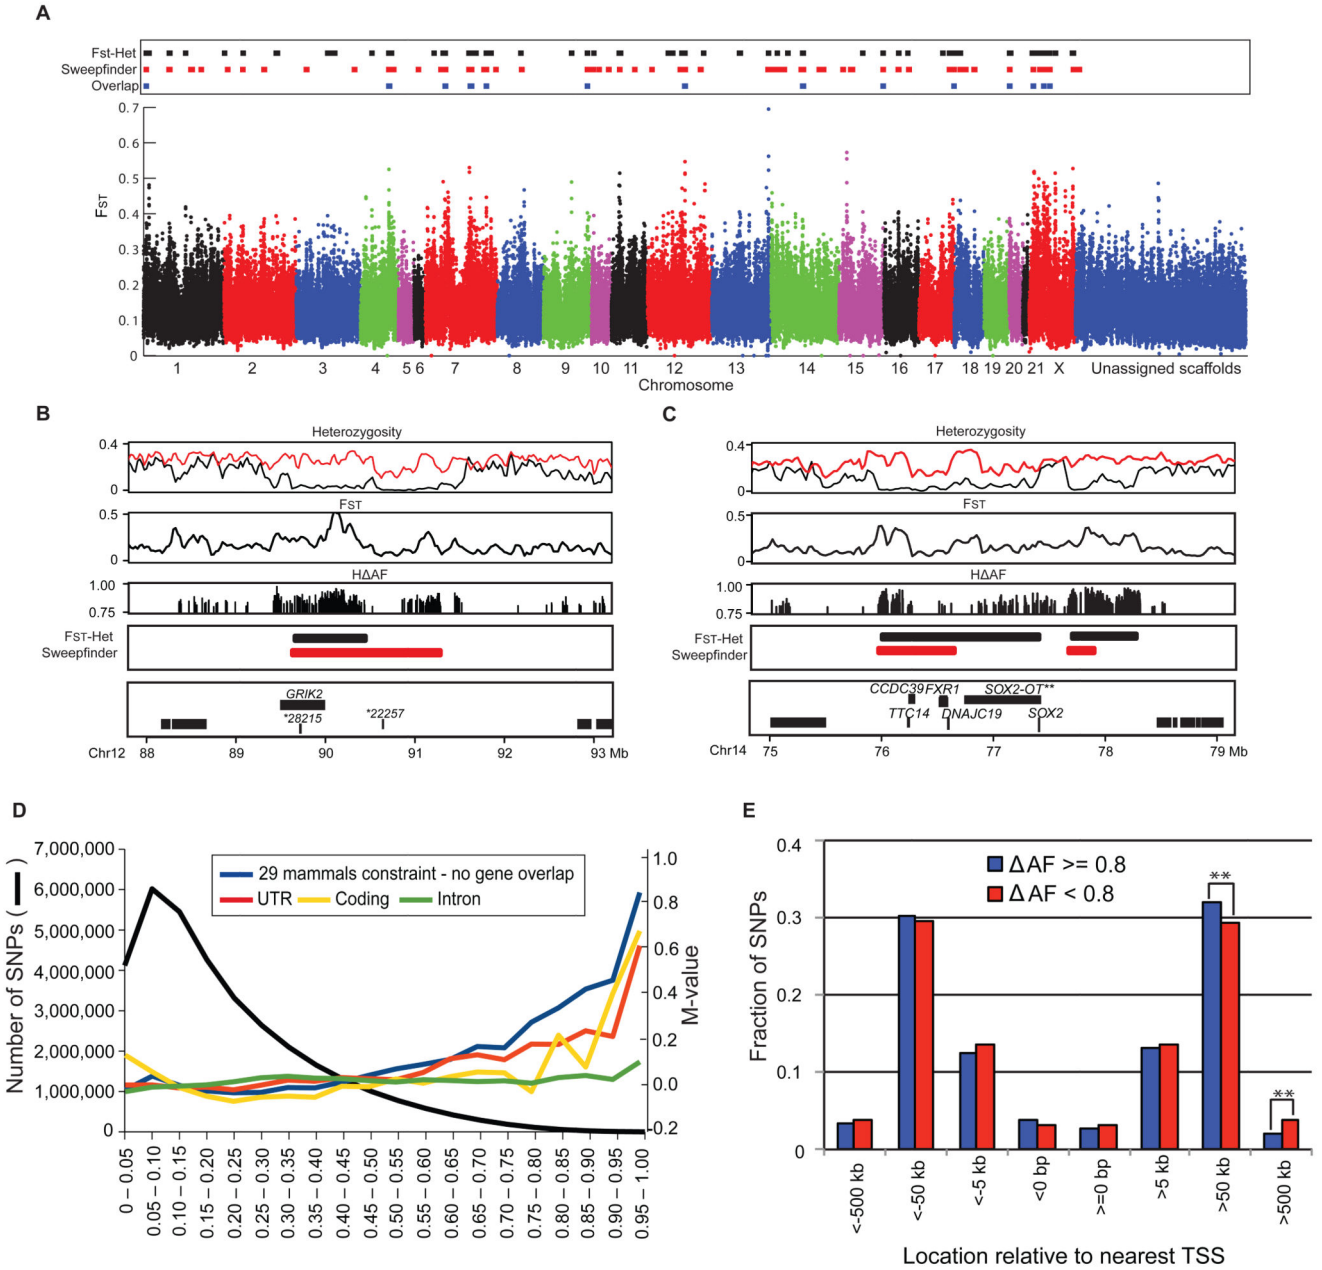 A
Fst-Het
Sweepfinder
Overlap
0.7
0.6
0.5
0.4
0.3
0.2
0.1
0
FST
1 2 3 4 5 6 7 8 9 10 11 12 13 14 15 16 17 18 19 20 21 X Unassigned scaffolds
Chromosome
B
Heterozygosity
0.4
0
FST
0.5
0
HΔAF
1.00
0.75
FST-Het
Sweepfinder
GRIK2
*28215
*22257
Chr12 88 89 90 91 92 93 Mb
C
Heterozygosity
0.4
0
FST
0.5
0
HΔAF
1.00
0.75
FST-Het
Sweepfinder
CCDC39 FXR1 SOX2-OT**
TTC14 DNAJC19 SOX2
Chr14 75 76 77 78 79 Mb
D
Number of SNPs ( )
7,000,000
6,000,000
5,000,000
4,000,000
3,000,000
2,000,000
1,000,000
0
29 mammals constraint - no gene overlap
UTR Coding Intron
1.0
0.8
0.6
0.4
0.2
0.0
-0.2
M-value
0 – 0.05
0.05 – 0.10
0.10 – 0.15
0.15 – 0.20
0.20 – 0.25
0.25 – 0.30
0.30 – 0.35
0.35 – 0.40
0.40 – 0.45
0.45 – 0.50
0.50 – 0.55
0.55 – 0.60
0.60 – 0.65
0.65 – 0.70
0.70 – 0.75
0.75 – 0.80
0.80 – 0.85
0.85 – 0.90
0.90 – 0.95
0.95 – 1.00
E
Fraction of SNPs
0.4
0.3
0.2
0.1
0
Δ AF >= 0.8
Δ AF < 0.8
**
**
<-500 kb
<-50 kb
<-5 kb
<0 bp
>=0 bp
>5 kb
>50 kb
>500 kb
Location relative to nearest TSS